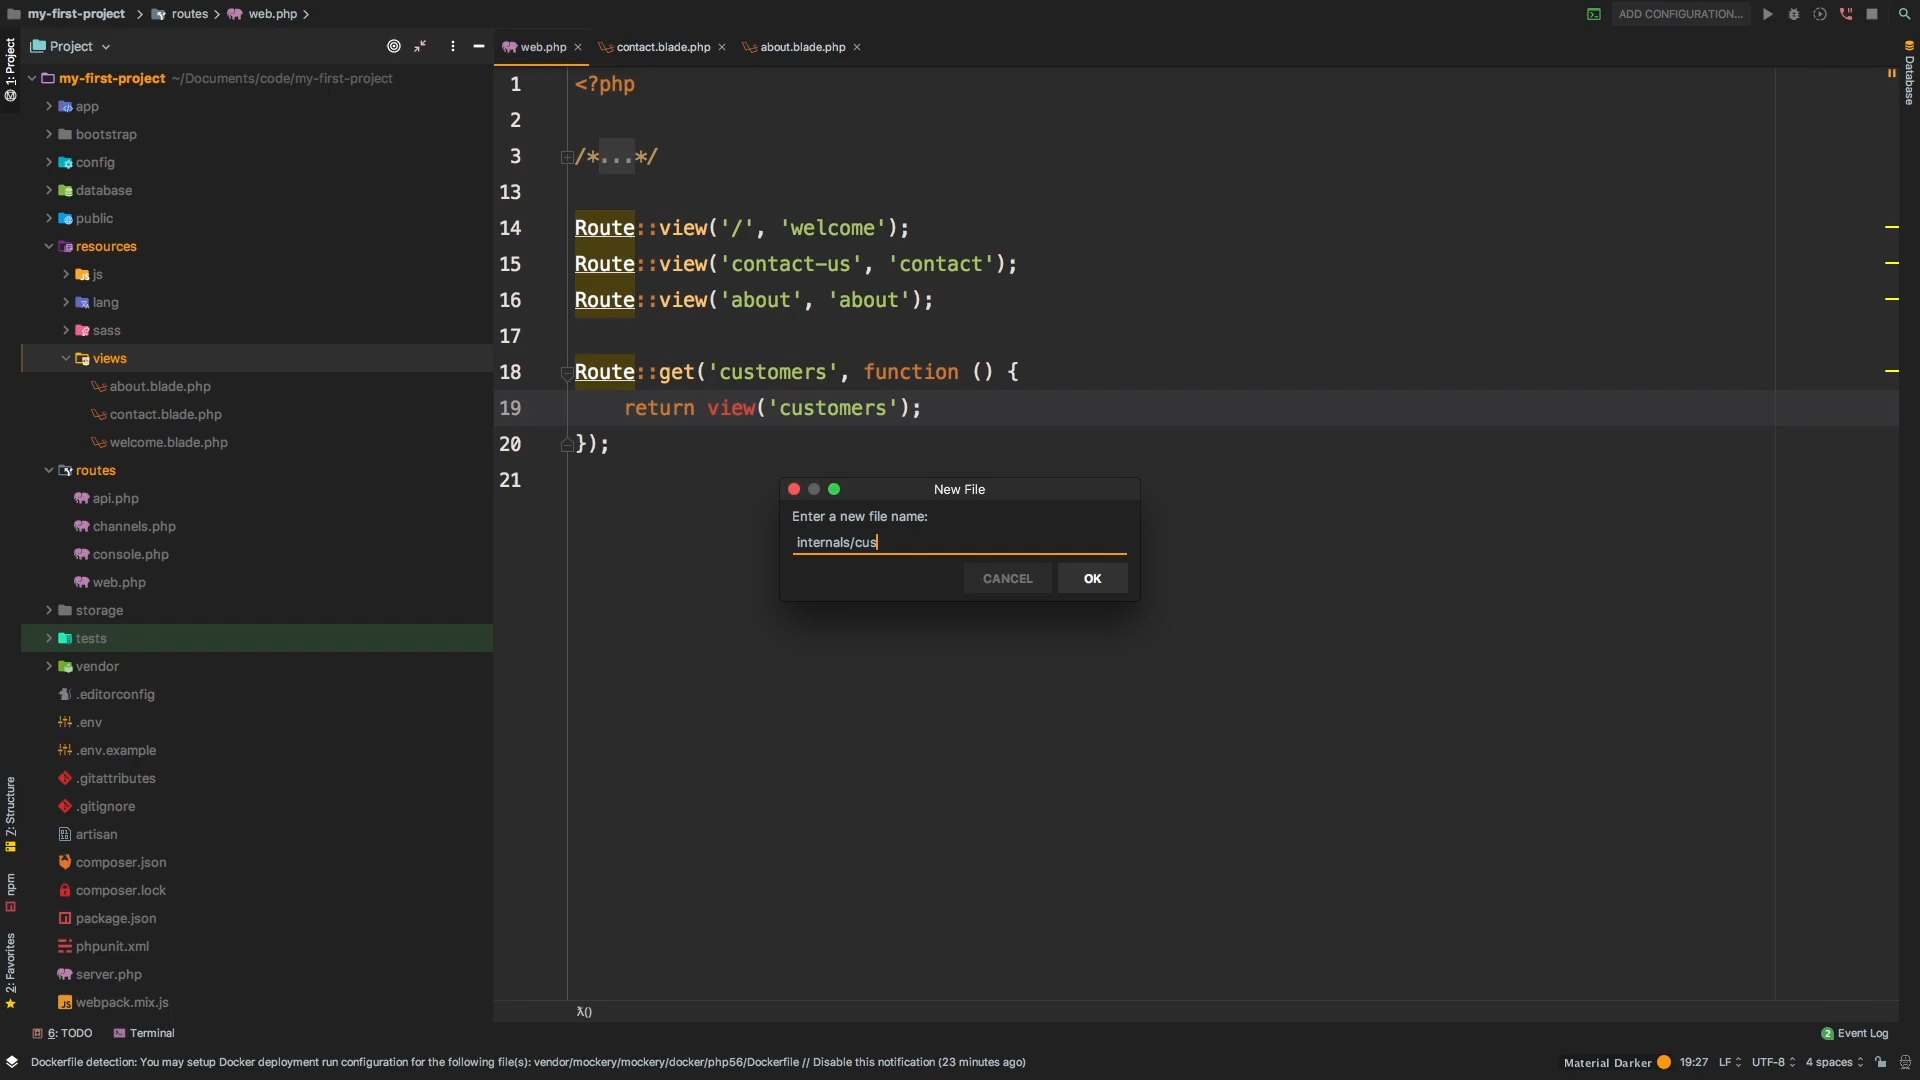 my-first-project
routes
web.php
ADD CONFIGURATION...
Project
web.php
contact.blade.php
about.blade.php
1: Project
Database
my-first-project ~/Documents/code/my-first-project
app
bootstrap
config
database
public
resources
js
lang
sass
views
about.blade.php
contact.blade.php
welcome.blade.php
routes
api.php
channels.php
console.php
web.php
storage
tests
vendor
.editorconfig
.env
.env.example
.gitattributes
.gitignore
artisan
composer.json
composer.lock
package.json
phpunit.xml
server.php
webpack.mix.js
7: Structure
npm
2: Favorites
1 <?php
2
3 /*...*/
13
14 Route::view('/', 'welcome');
15 Route::view('contact-us', 'contact');
16 Route::view('about', 'about');
17
18 Route::get('customers', function () {
19 return view('customers');
20 });
21
New File
Enter a new file name:
internals/cus
CANCEL
OK
λ()
6: TODO
Terminal
2 Event Log
Dockerfile detection: You may setup Docker deployment run configuration for the following file(s): vendor/mockery/mockery/docker/php56/Dockerfile // Disable this notification (23 minutes ago)
Material Darker
19:27
LF
UTF-8
4 spaces